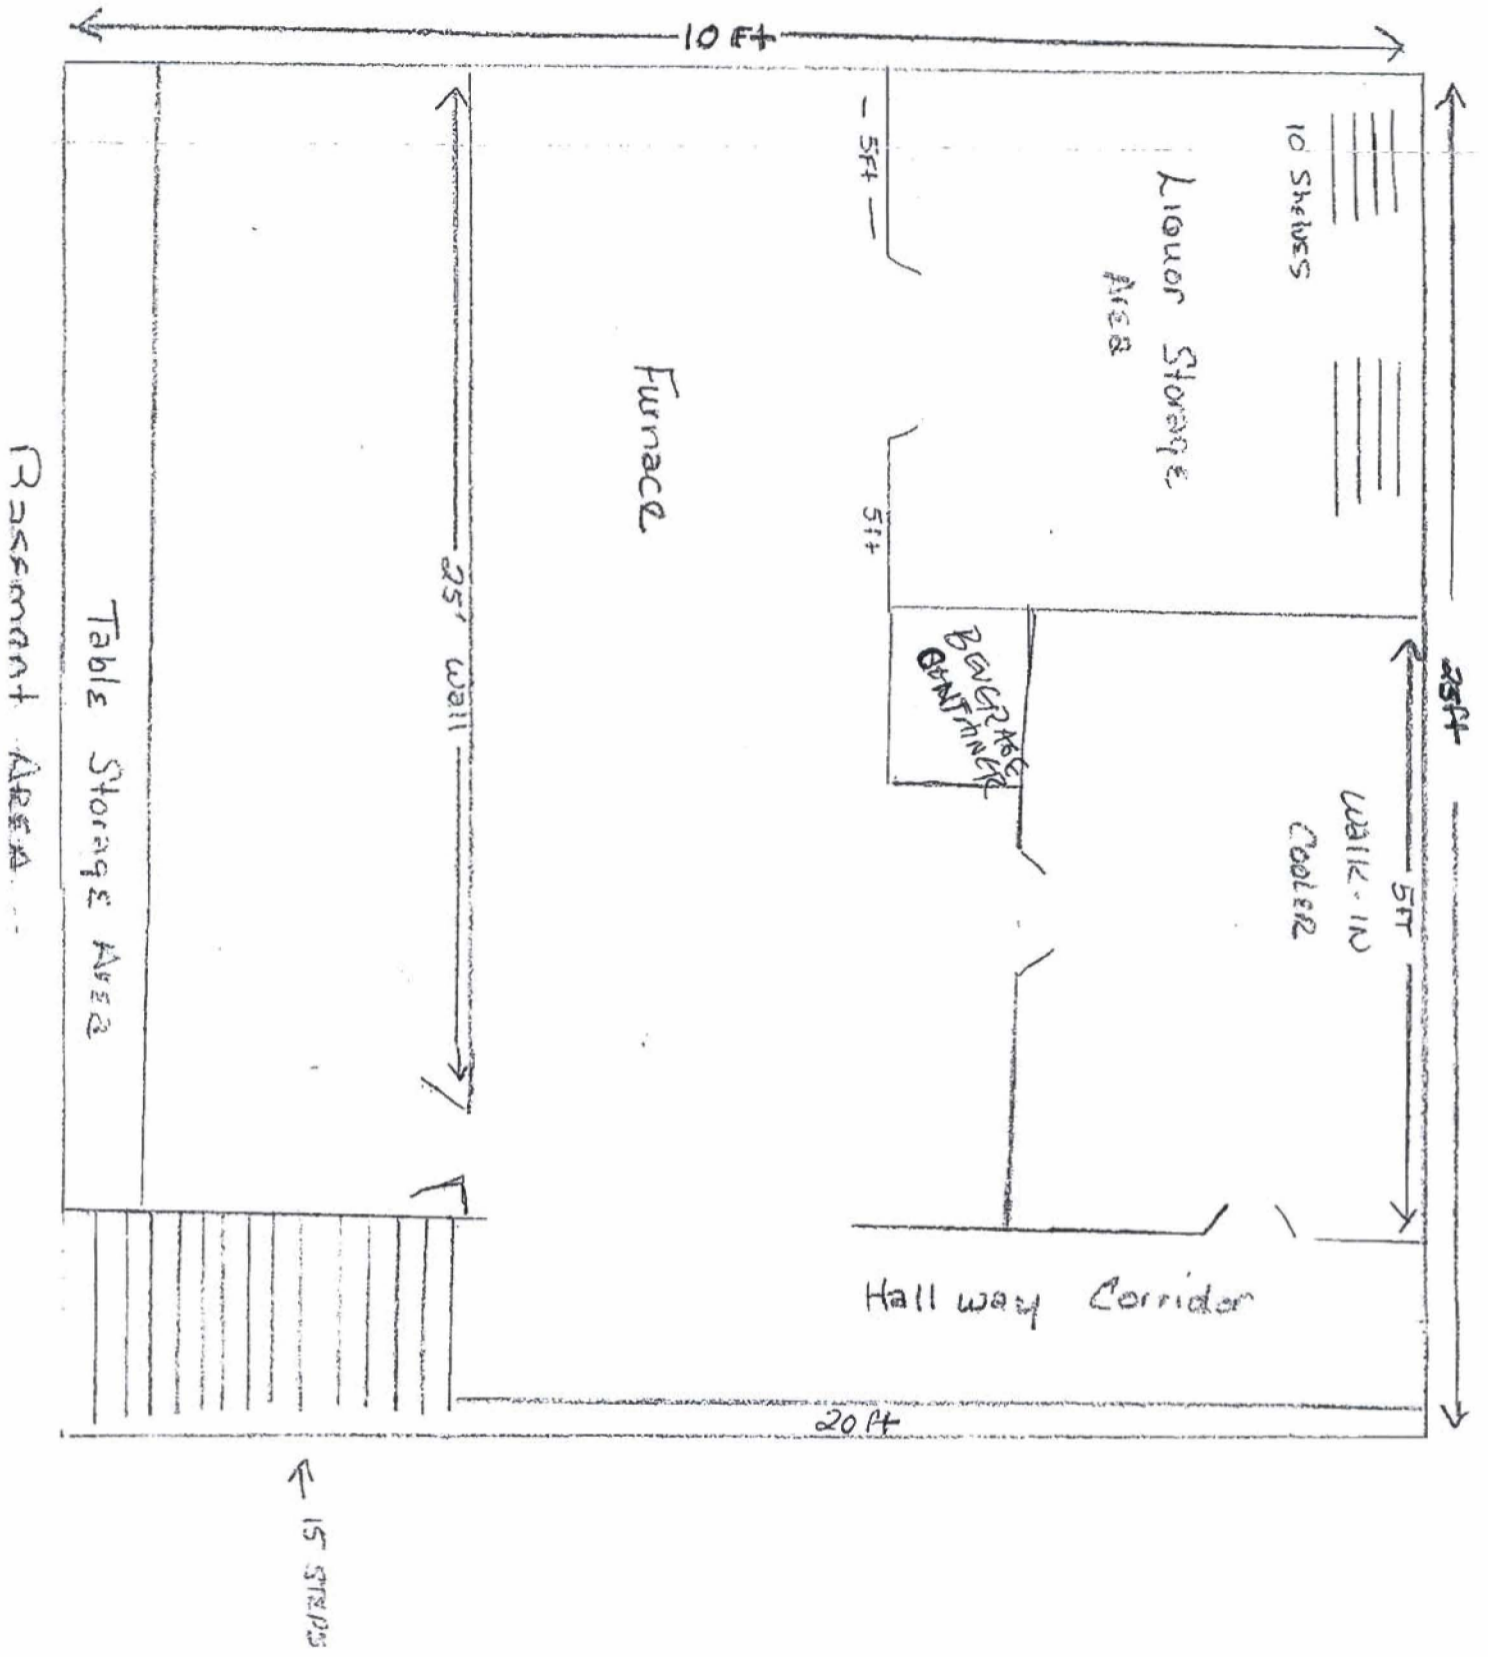 10 Ft
10 Shelves
Liquor Storage
Area
- 5Ft -
5Ft
25ft
Furnace
BEVERAGE
CONTAINER
WALK-IN
COOLER
5FT
25' wall
Table Storage Area
Basement AREA
Hallway Corridor
20 ft
← 15 STEPS